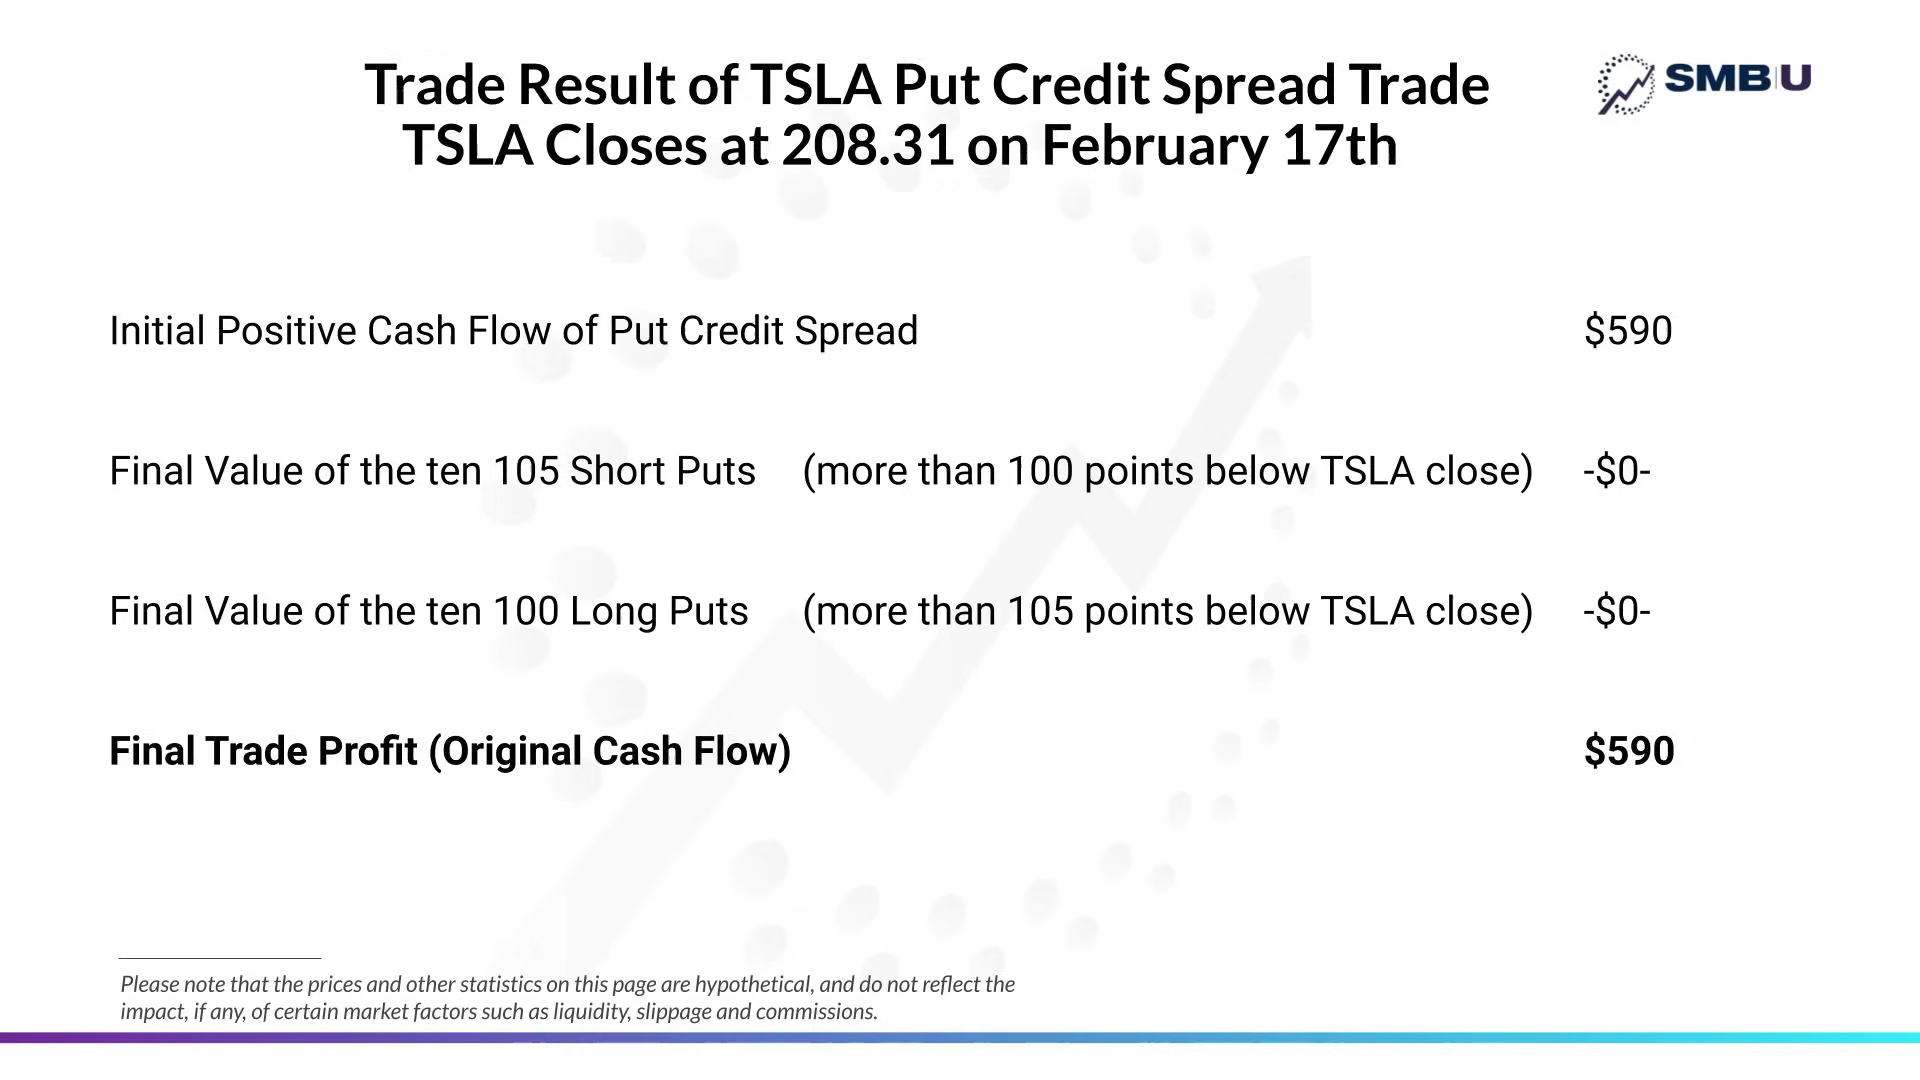 Trade Result of TSLA Put Credit Spread Trade
TSLA Closes at 208.31 on February 17th
SMB|U
Initial Positive Cash Flow of Put Credit Spread $590
Final Value of the ten 105 Short Puts (more than 100 points below TSLA close) -$0-
Final Value of the ten 100 Long Puts (more than 105 points below TSLA close) -$0-
Final Trade Profit (Original Cash Flow) $590
Please note that the prices and other statistics on this page are hypothetical, and do not reflect the
impact, if any, of certain market factors such as liquidity, slippage and commissions.